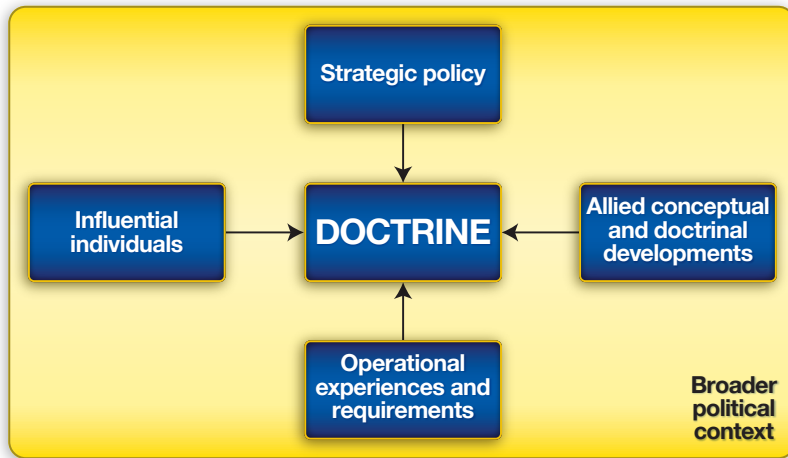 Strategic policy
Influential
individuals
DOCTRINE
Allied conceptual
and doctrinal
developments
Operational
experiences and
requirements
Broader
political
context